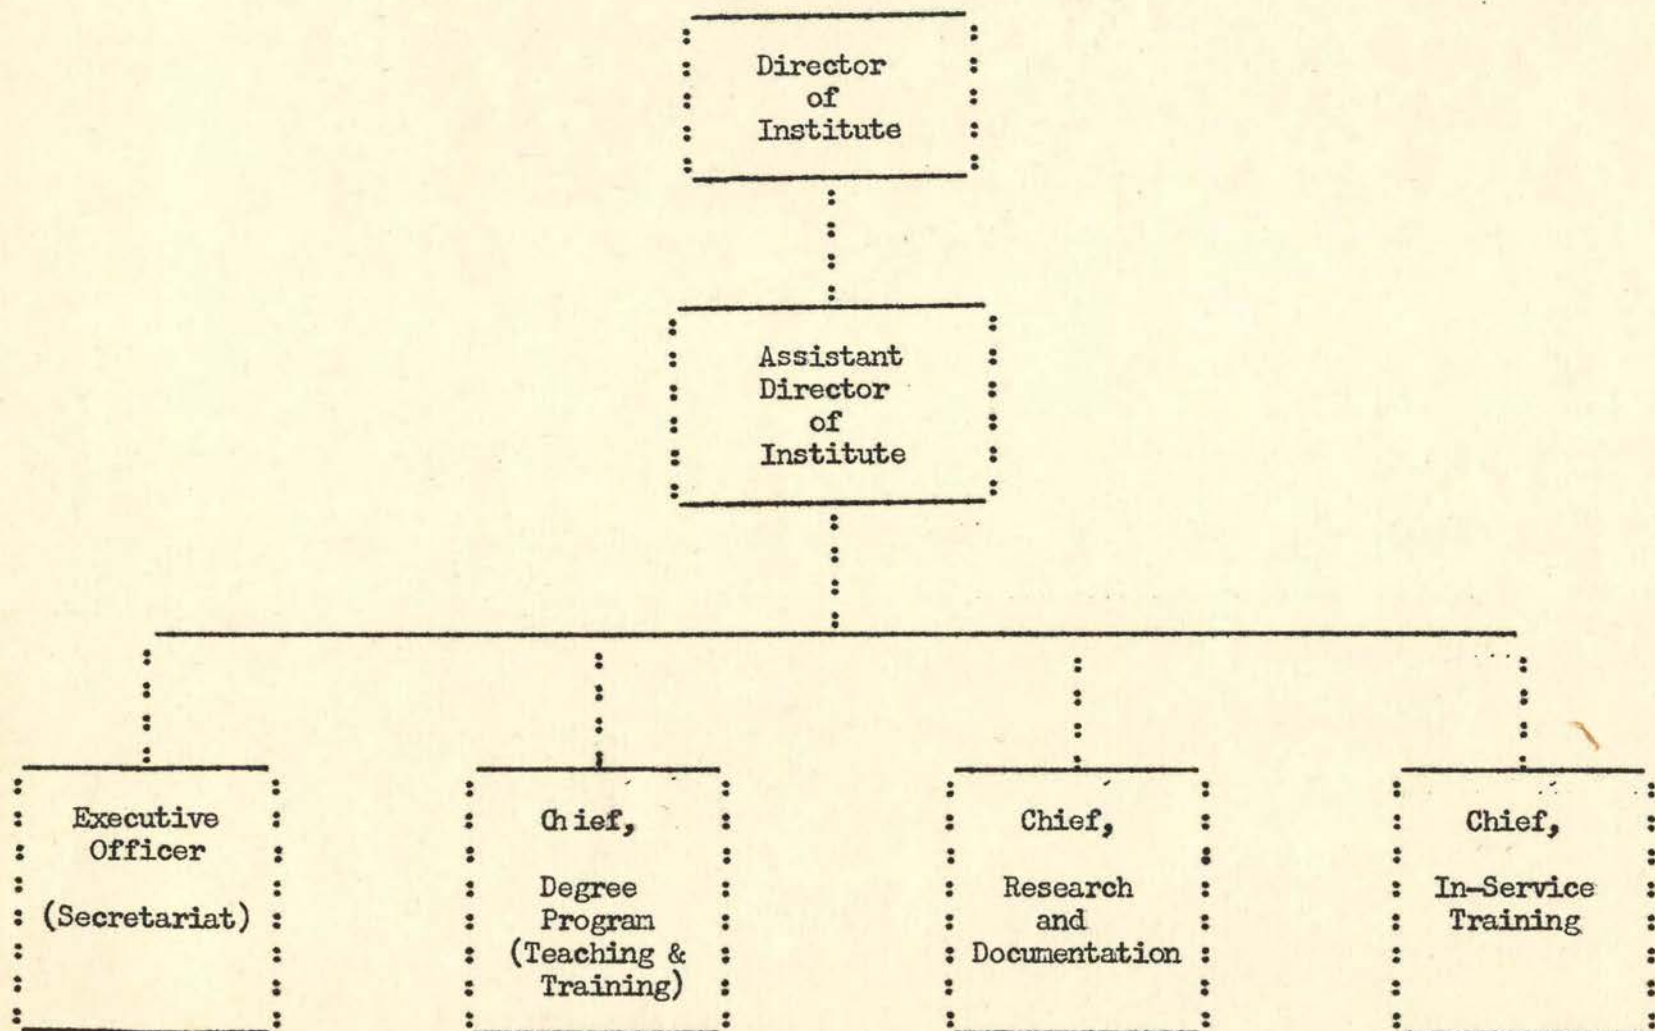 Director
of
Institute
Assistant
Director
of
Institute
Executive
Officer
(Secretariat)
Chief,
Degree
Program
(Teaching &
Training)
Chief,
Research
and
Documentation
Chief,
In-Service
Training